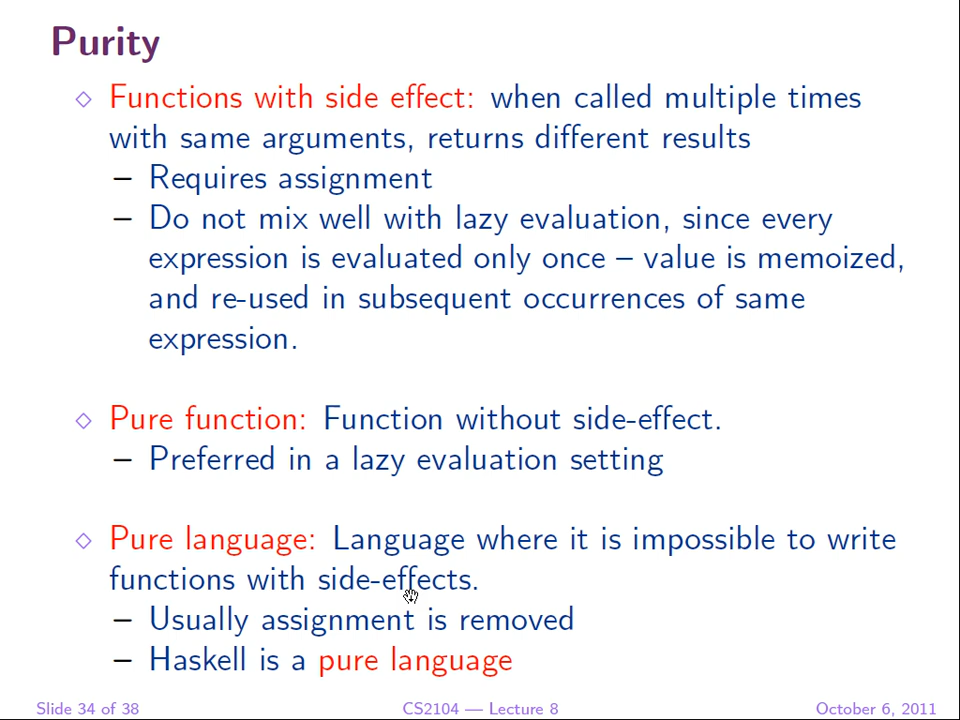 Purity
◇ Functions with side effect: when called multiple times
with same arguments, returns different results
– Requires assignment
– Do not mix well with lazy evaluation, since every
expression is evaluated only once – value is memoized,
and re-used in subsequent occurrences of same
expression.
◇ Pure function: Function without side-effect.
– Preferred in a lazy evaluation setting
◇ Pure language: Language where it is impossible to write
functions with side-effects.
– Usually assignment is removed
– Haskell is a pure language
Slide 34 of 38 CS2104 — Lecture 8 October 6, 2011